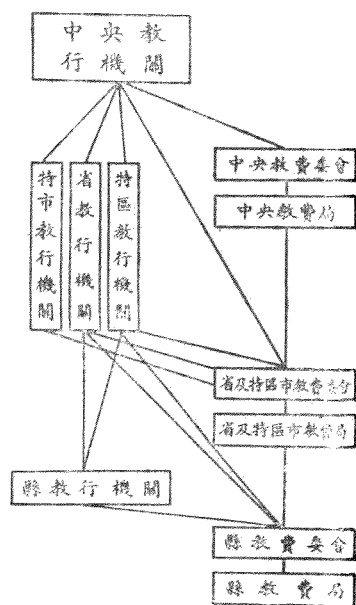 中央教
行機關
特市教行機關
省教行機關
特區教行機關
中央教費委會
中央教費局
省及特區市教費委會
省及特區市教費局
縣教行機關
縣教費委會
縣教費局